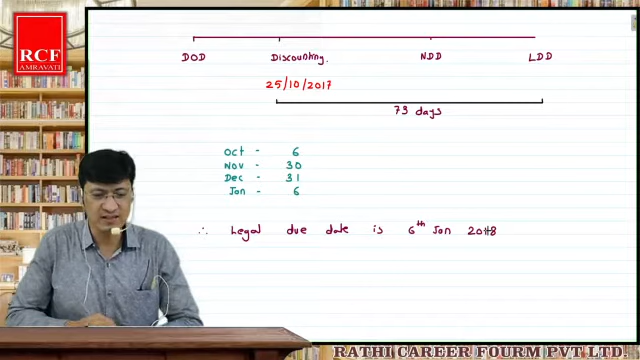 RCF
AMRAVATI
DOD Discounting. NDD LDD
25/10/2017
73 days
Oct - 6
Nov - 30
Dec - 31
Jan - 6
∴ Legal due date is 6th Jan 2018
RATHI CAREER FOURM PVT LTD.